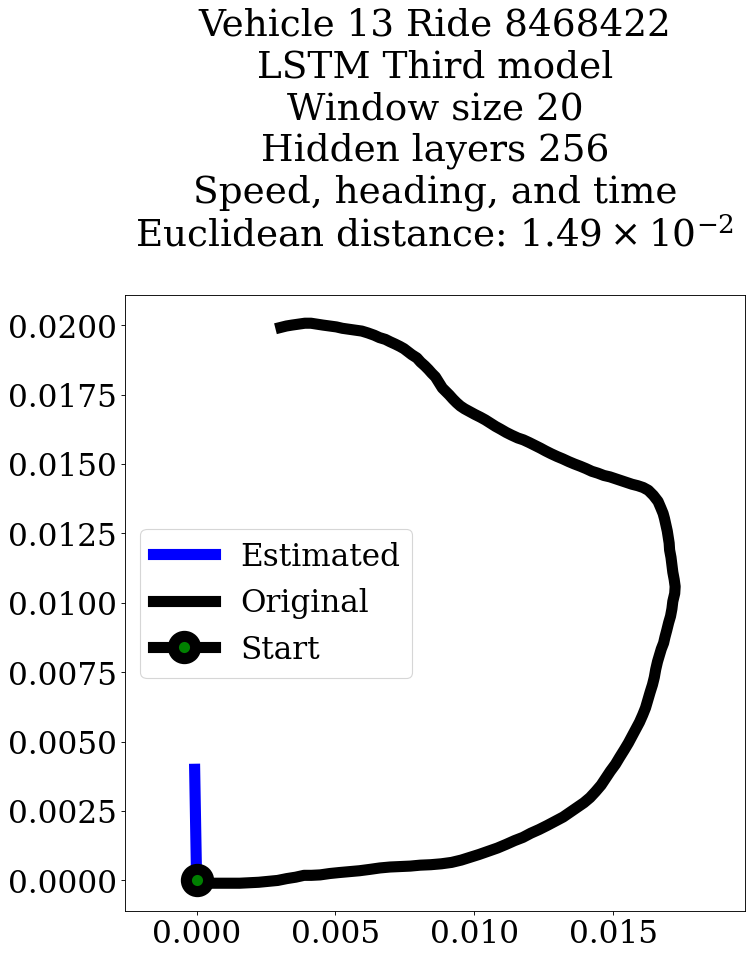 Vehicle 13 Ride 8468422
LSTM Third model
Window size 20
Hidden layers 256
Speed, heading, and time
Euclidean distance: 1.49 × 10⁻²
0.0200
0.0175
0.0150
0.0125
0.0100
0.0075
0.0050
0.0025
0.0000
Estimated
Original
Start
0.000 0.005 0.010 0.015